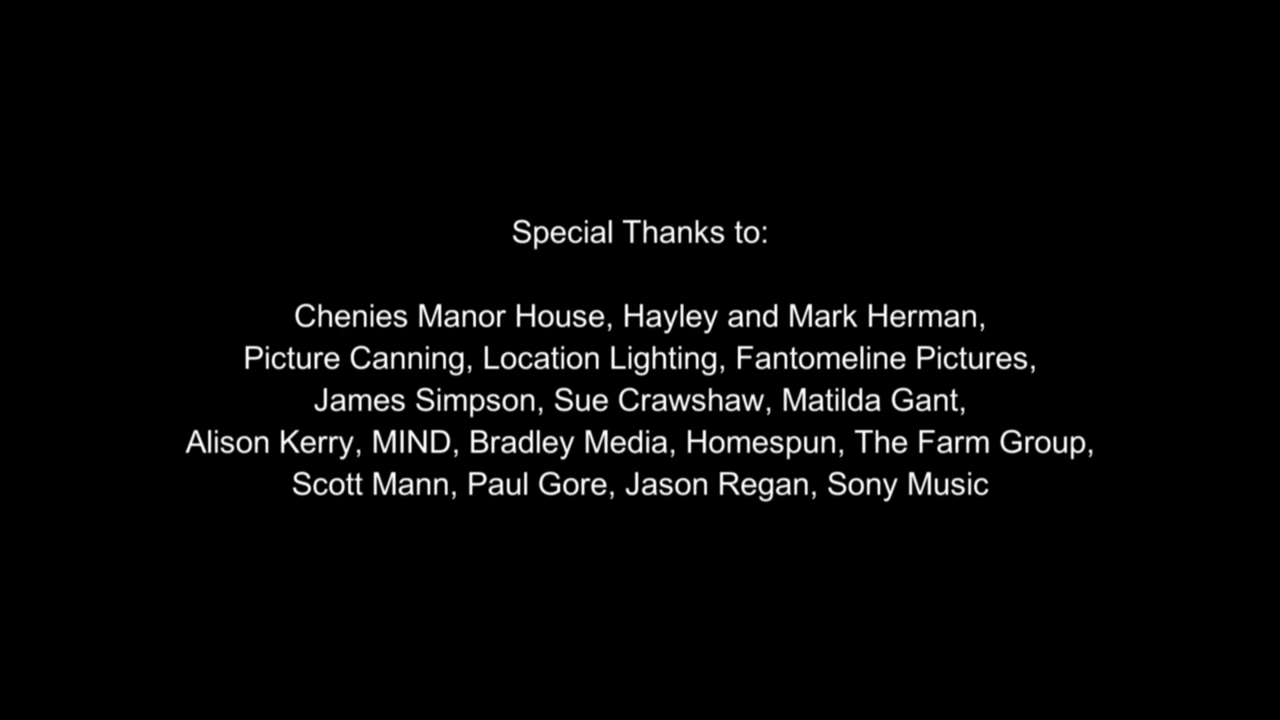 Special Thanks to:
Chenies Manor House, Hayley and Mark Herman,
Picture Canning, Location Lighting, Fantomeline Pictures,
James Simpson, Sue Crawshaw, Matilda Gant,
Alison Kerry, MIND, Bradley Media, Homespun, The Farm Group,
Scott Mann, Paul Gore, Jason Regan, Sony Music